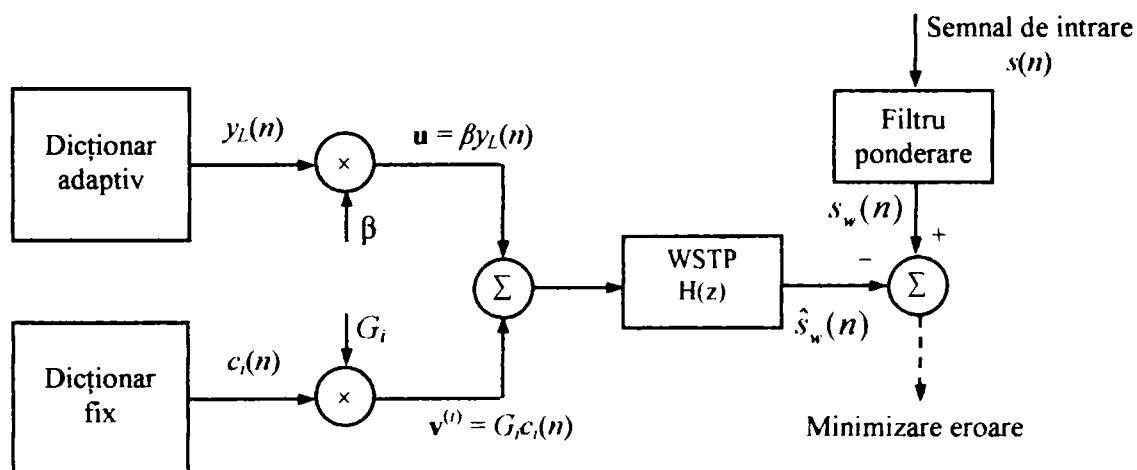 Semnal de intrare
s(n)
Filtru
ponderare
s_w(n)
Dicționar
adaptiv
y_L(n)
×
u = βy_L(n)
β
Σ
WSTP
H(z)
ŝ_w(n)
−
+
Σ
Dicționar
fix
c_i(n)
G_i
×
v^(i) = G_i c_i(n)
Minimizare eroare